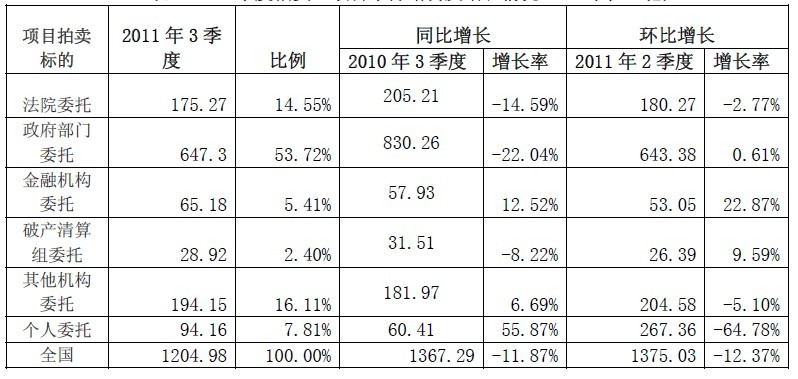 项目拍卖标的 2011 年 3 季度 比例 同比增长 环比增长
2010 年 3 季度 增长率 2011 年 2 季度 增长率
法院委托 175.27 14.55% 205.21 -14.59% 180.27 -2.77%
政府部门委托 647.3 53.72% 830.26 -22.04% 643.38 0.61%
金融机构委托 65.18 5.41% 57.93 12.52% 53.05 22.87%
破产清算组委托 28.92 2.40% 31.51 -8.22% 26.39 9.59%
其他机构委托 194.15 16.11% 181.97 6.69% 204.58 -5.10%
个人委托 94.16 7.81% 60.41 55.87% 267.36 -64.78%
全国 1204.98 100.00% 1367.29 -11.87% 1375.03 -12.37%